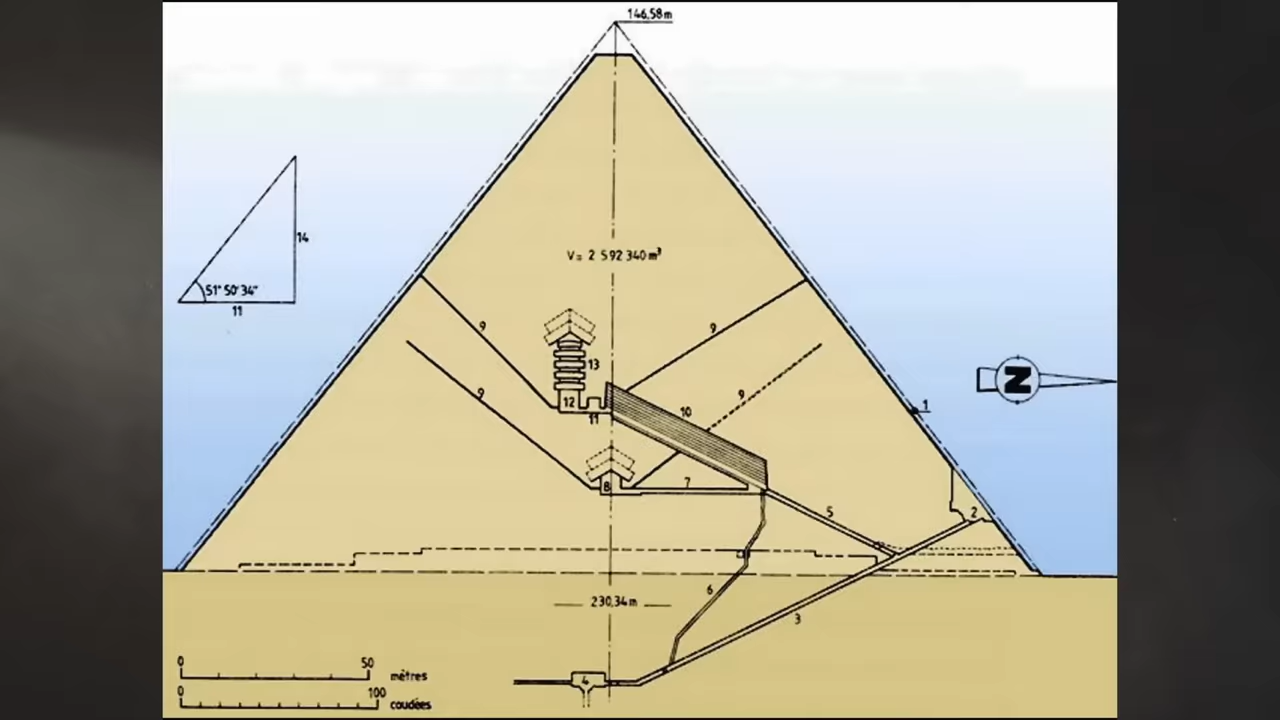 146,58m
14
51° 50' 34"
11
V= 2 592 340 m³
9
9
13
9
12
9
10
11
1
8
7
2
5
6
230,34m
3
4
0 50
mètres
0 100
coudées
N